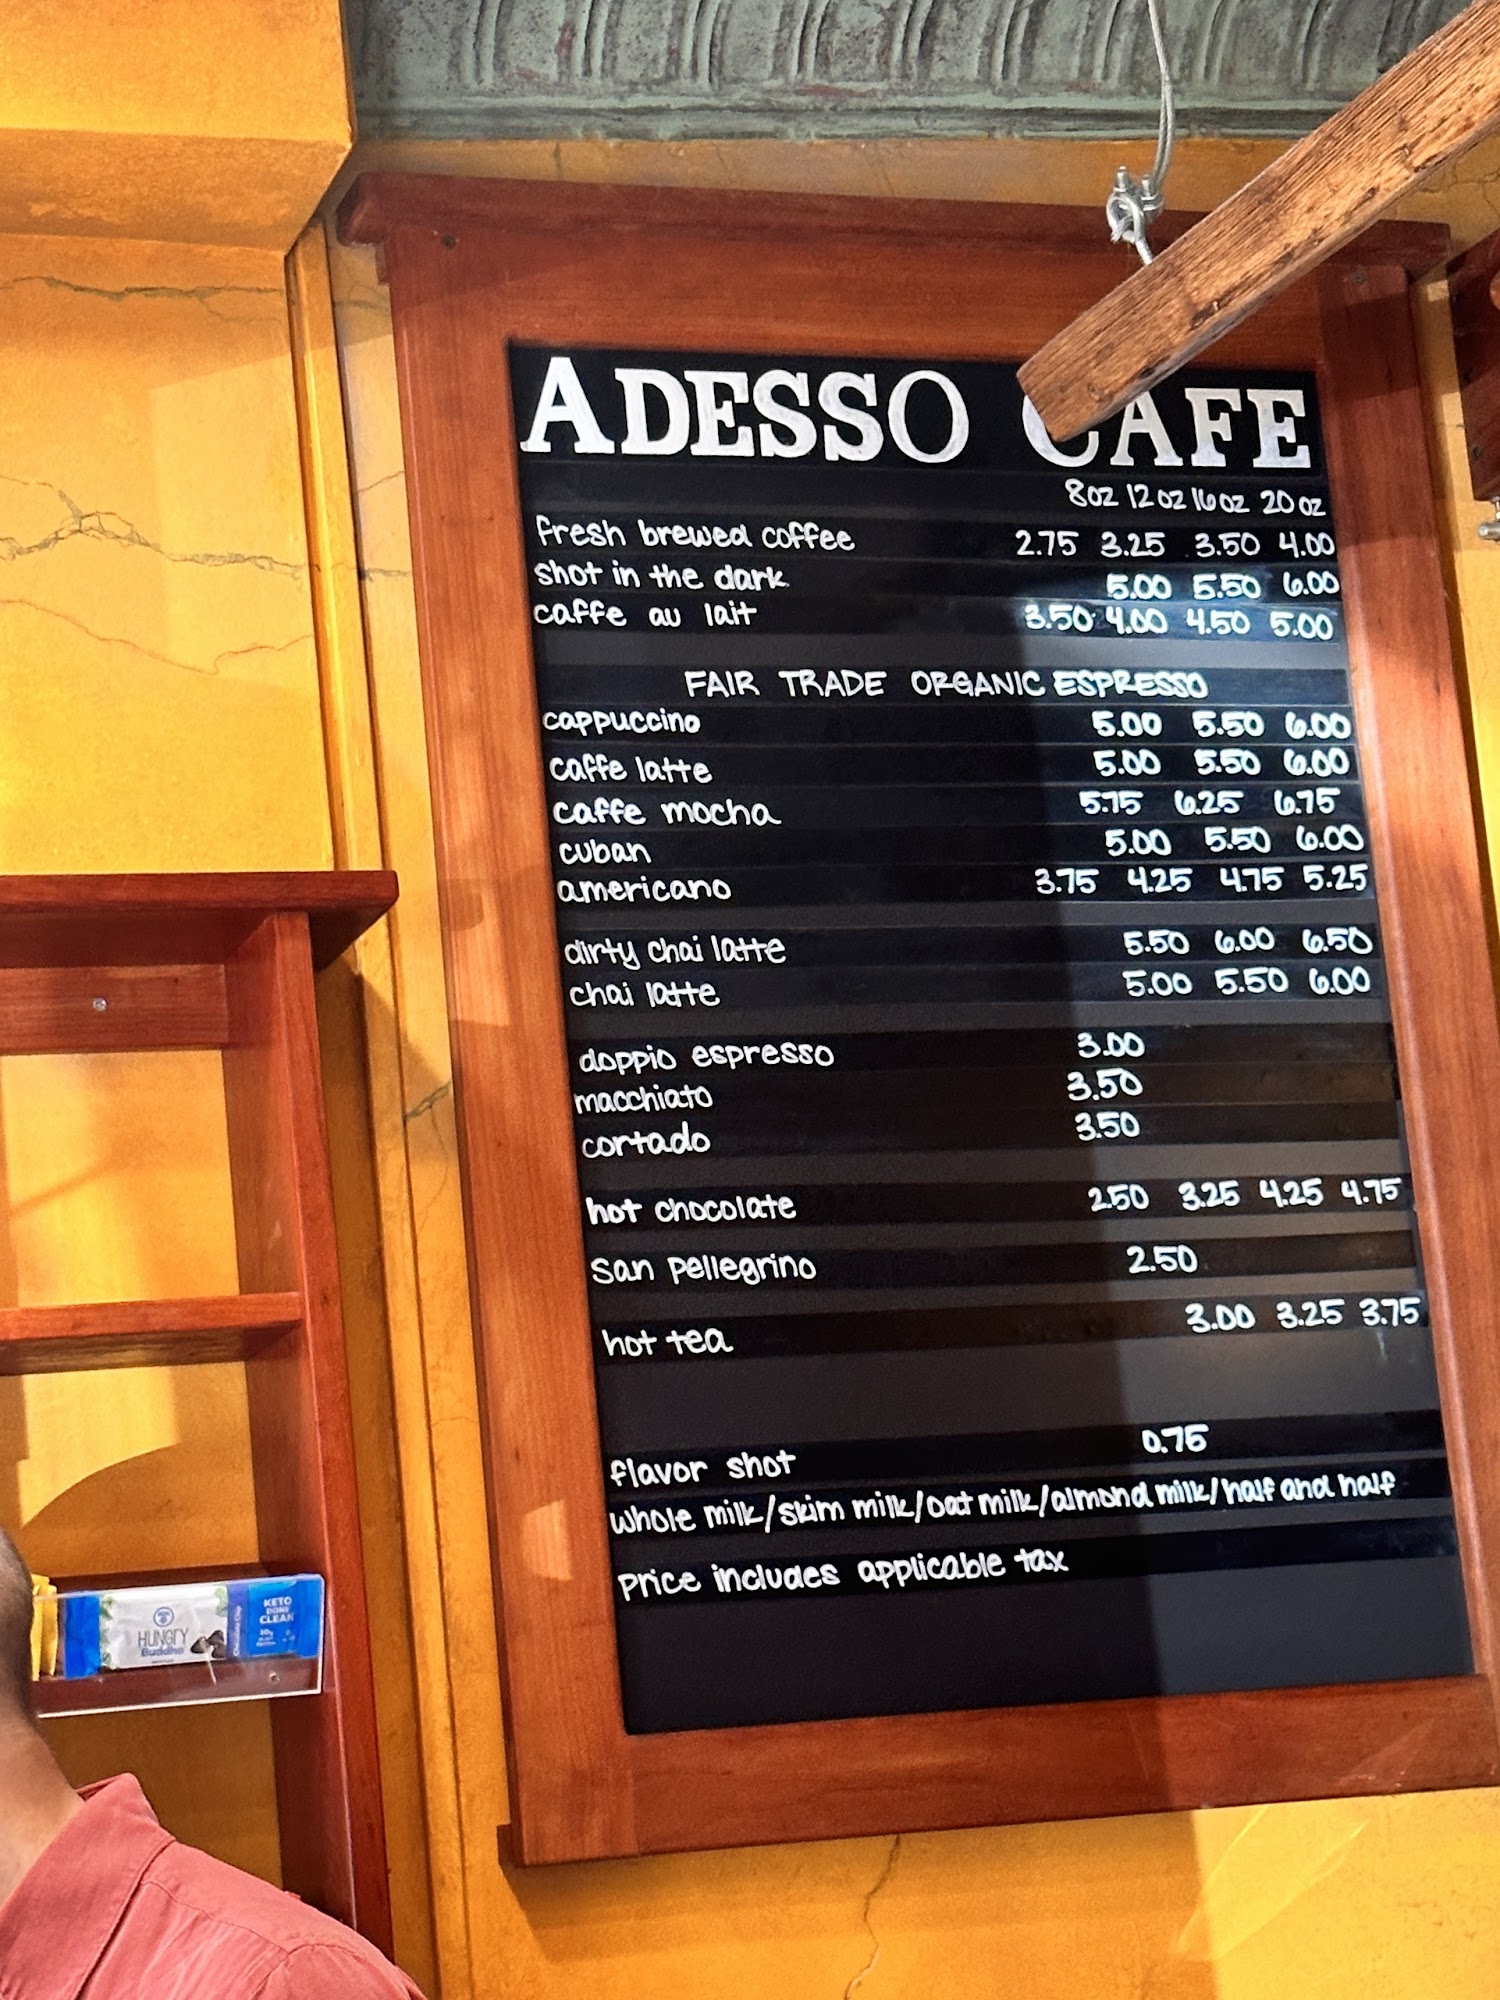 ADESSO CAFE
8oz 12oz 16oz 20oz
fresh brewed coffee 2.75 3.25 3.50 4.00
shot in the dark 5.00 5.50 6.00
caffe au lait 3.50 4.00 4.50 5.00
FAIR TRADE ORGANIC ESPRESSO
cappuccino 5.00 5.50 6.00
caffe latte 5.00 5.50 6.00
caffe mocha 5.75 6.25 6.75
cuban 5.00 5.50 6.00
americano 3.75 4.25 4.75 5.25
dirty chai latte 5.50 6.00 6.50
chai latte 5.00 5.50 6.00
doppio espresso 3.00
macchiato 3.50
cortado 3.50
hot chocolate 2.50 3.25 4.25 4.75
San Pellegrino 2.50
hot tea 3.00 3.25 3.75
flavor shot 0.75
whole milk/skim milk/oat milk/almond milk/half and half
price includes applicable tax
HUNGRY
Buddha
Chocolate Chip
KETO
DONE
CLEAN